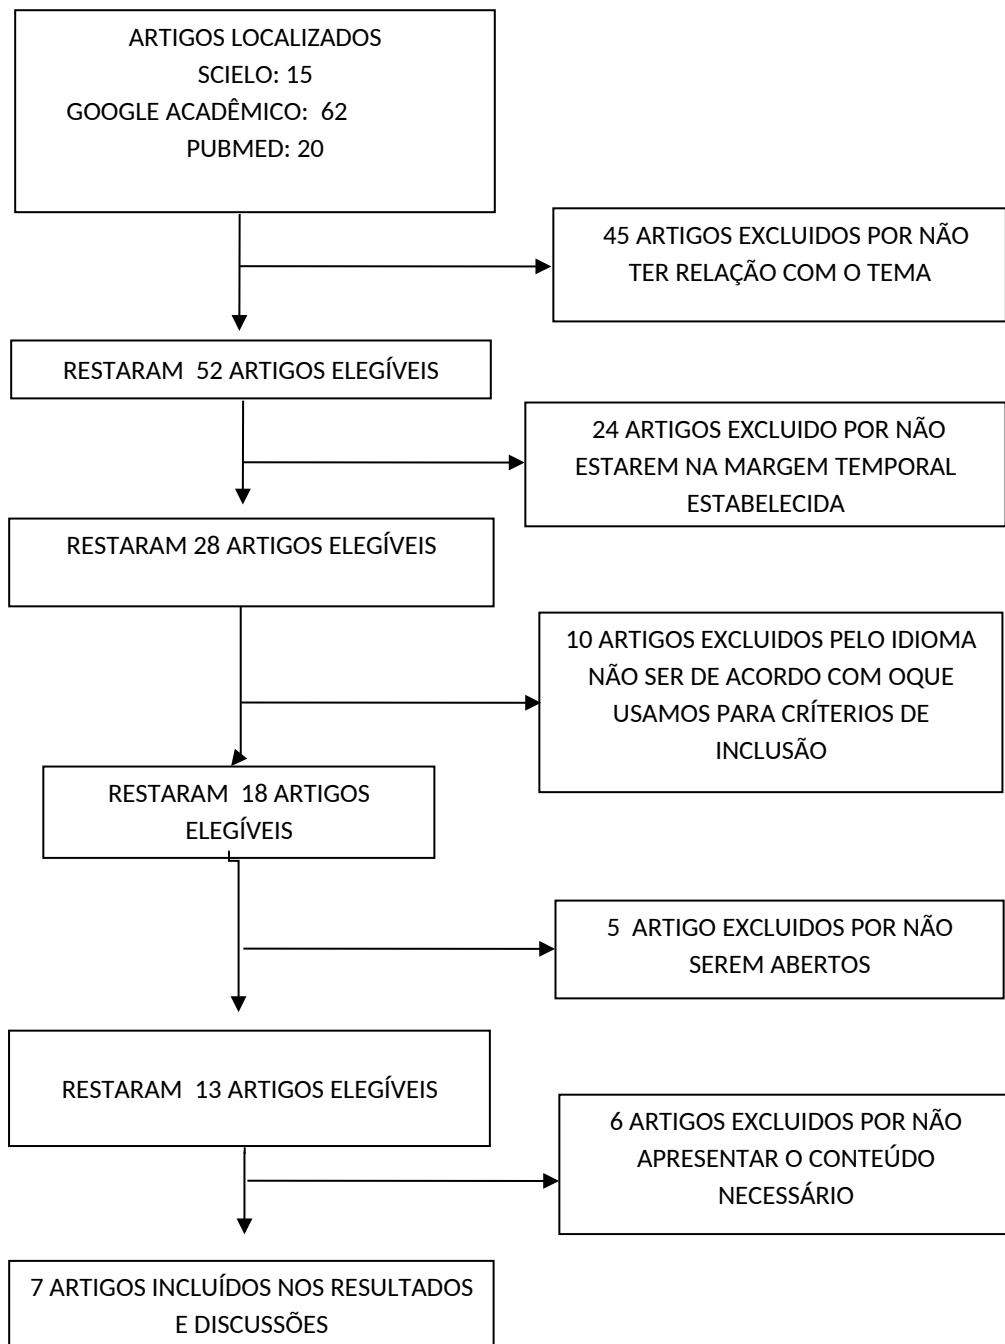 ARTIGOS LOCALIZADOS
SCIELO: 15
GOOGLE ACADÊMICO: 62
PUBMED: 20
45 ARTIGOS EXCLUIDOS POR NÃO
TER RELAÇÃO COM O TEMA
RESTARAM 52 ARTIGOS ELEGÍVEIS
24 ARTIGOS EXCLUIDO POR NÃO
ESTAREM NA MARGEM TEMPORAL
ESTABELECIDA
RESTARAM 28 ARTIGOS ELEGÍVEIS
10 ARTIGOS EXCLUIDOS PELO IDIOMA
NÃO SER DE ACORDO COM OQUE
USAMOS PARA CRÍTERIOS DE
INCLUSÃO
RESTARAM 18 ARTIGOS
ELEGÍVEIS
5 ARTIGO EXCLUIDOS POR NÃO
SEREM ABERTOS
RESTARAM 13 ARTIGOS ELEGÍVEIS
6 ARTIGOS EXCLUIDOS POR NÃO
APRESENTAR O CONTEÚDO
NECESSÁRIO
7 ARTIGOS INCLUÍDOS NOS RESULTADOS
E DISCUSSÕES